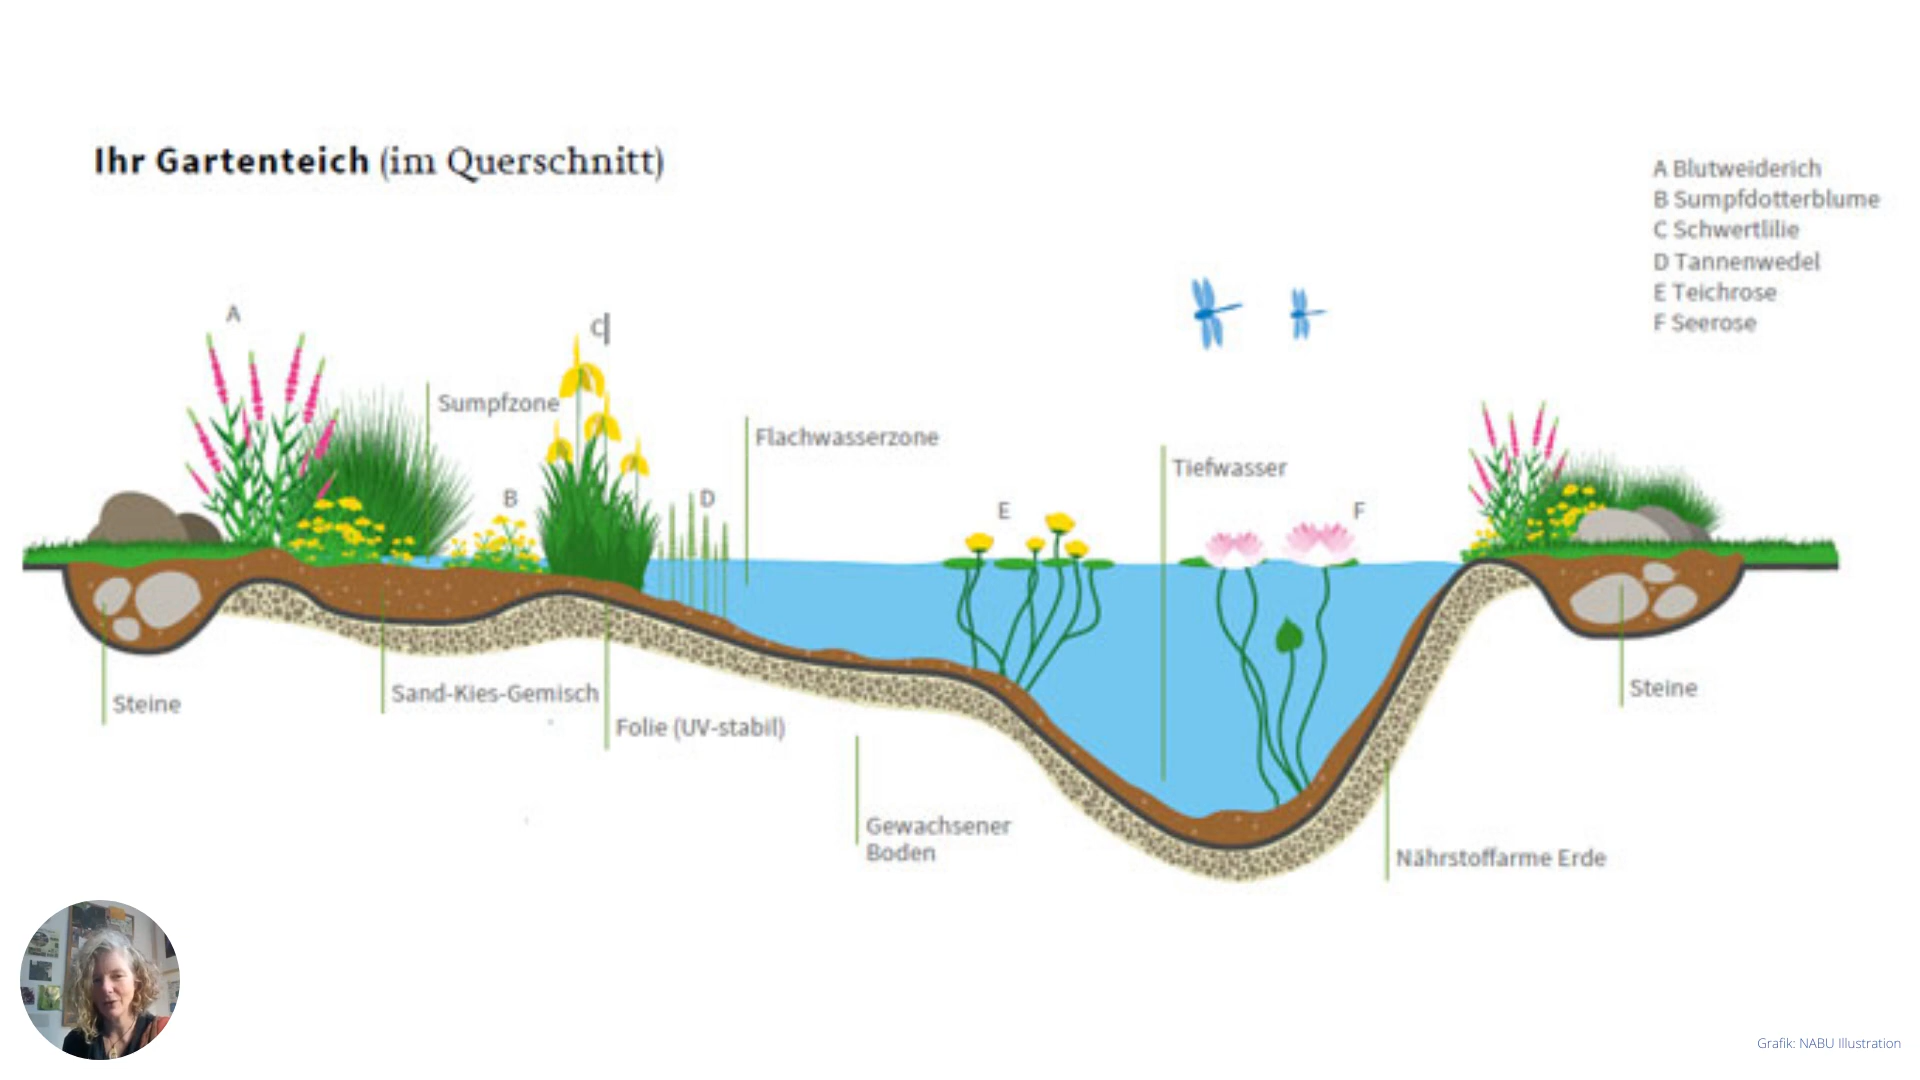 Ihr Gartenteich (im Querschnitt)
A Blutweiderich
B Sumpfdotterblume
C Schwertlilie
D Tannenwedel
E Teichrose
F Seerose
A
C
Sumpfzone
Flachwasserzone
Tiefwasser
B
D
E
F
Steine
Sand-Kies-Gemisch
Folie (UV-stabil)
Steine
Gewachsener
Boden
Nährstoffarme Erde
Grafik: NABU Illustration